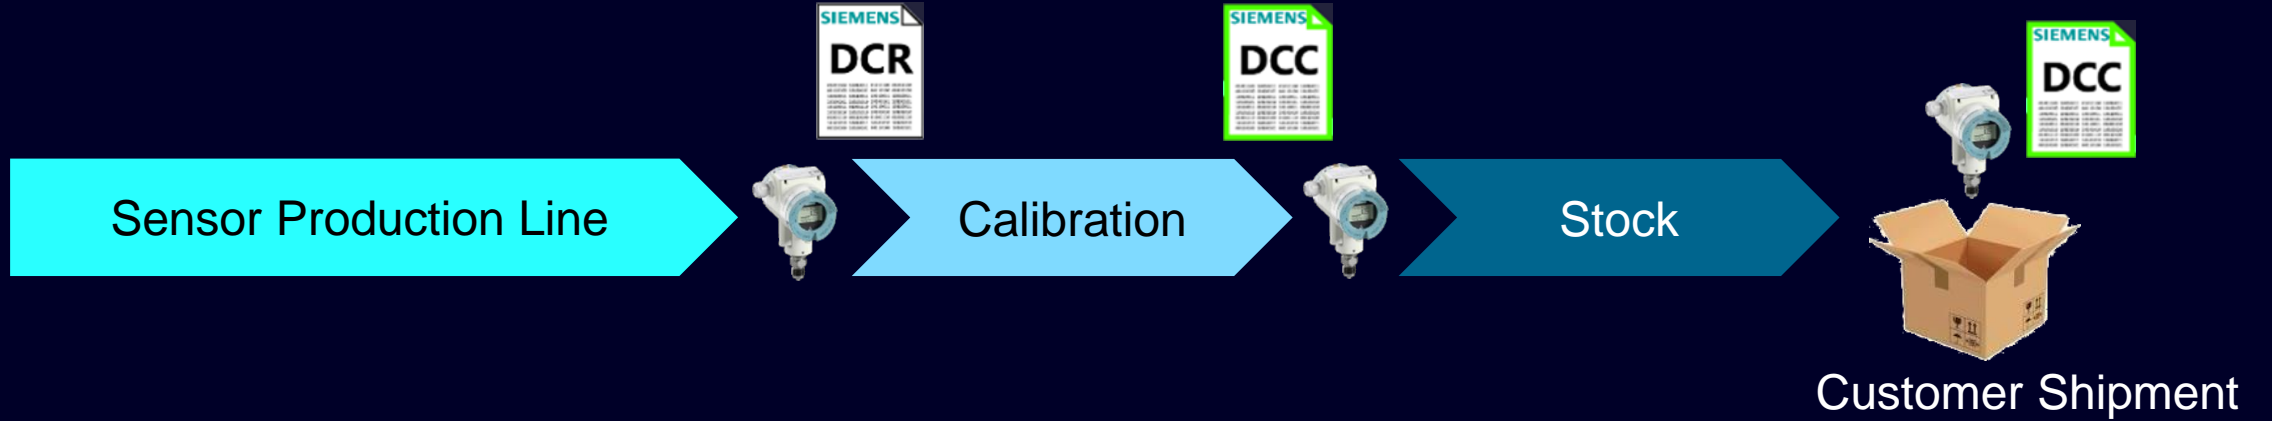 SIEMENS
DCR
SIEMENS
DCC
SIEMENS
DCC
Sensor Production Line
Calibration
Stock
Customer Shipment